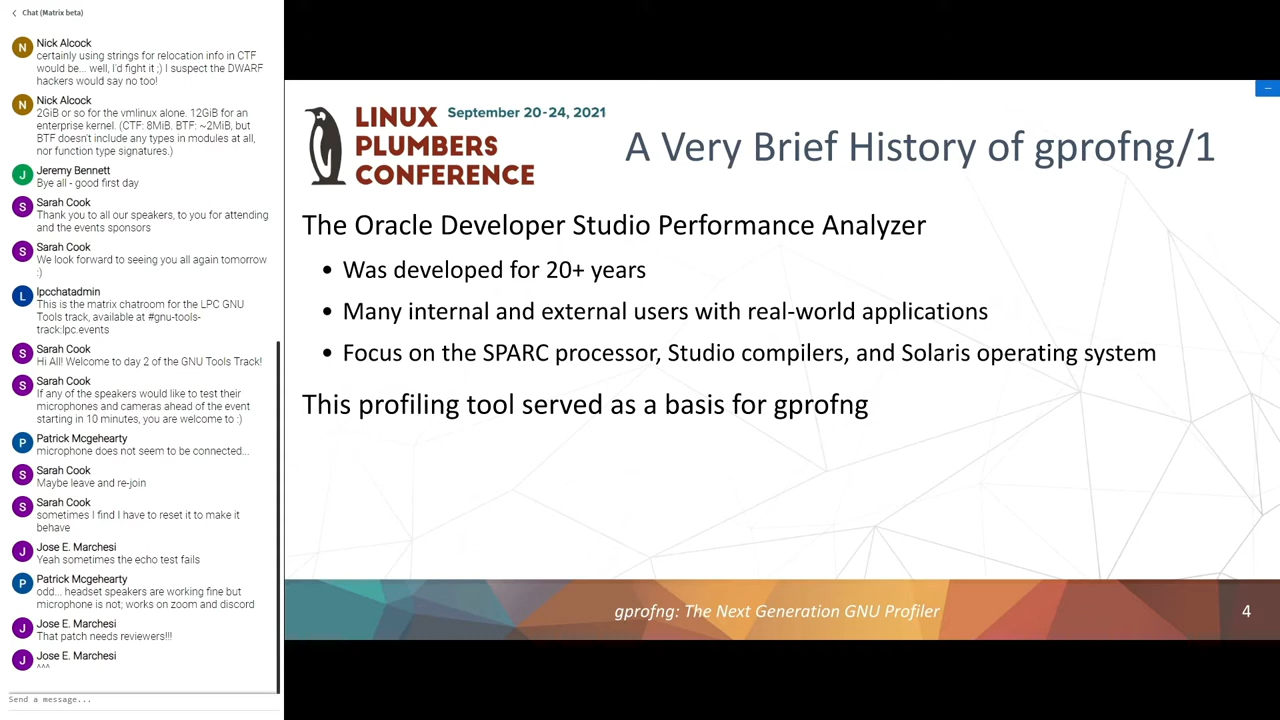 Chat (Matrix beta)
N
Nick Alcock
certainly using strings for relocation info in CTF
would be... well, I'd fight it ;) I suspect the DWARF
hackers would say no too!
N
Nick Alcock
2GiB or so for the vmlinux alone. 12GiB for an
enterprise kernel. (CTF: 8MiB. BTF: ~2MiB, but
BTF doesn't include any types in modules at all,
nor function type signatures.)
J
Jeremy Bennett
Bye all - good first day
S
Sarah Cook
Thank you to all our speakers, to you for attending
and the events sponsors
S
Sarah Cook
We look forward to seeing you all again tomorrow
:)
L
lpcchatadmin
This is the matrix chatroom for the LPC GNU
Tools track, available at #gnu-tools-
track:lpc.events
S
Sarah Cook
Hi All! Welcome to day 2 of the GNU Tools Track!
S
Sarah Cook
If any of the speakers would like to test their
microphones and cameras ahead of the event
starting in 10 minutes, you are welcome to :)
P
Patrick Mcgehearty
microphone does not seem to be connected...
S
Sarah Cook
Maybe leave and re-join
S
Sarah Cook
sometimes I find I have to reset it to make it
behave
J
Jose E. Marchesi
Yeah sometimes the echo test fails
P
Patrick Mcgehearty
odd... headset speakers are working fine but
microphone is not; works on zoom and discord
J
Jose E. Marchesi
That patch needs reviewers!!!
J
Jose E. Marchesi
^^^
Send a message...
LINUX
PLUMBERS
CONFERENCE
September 20-24, 2021
A Very Brief History of gprofng/1
The Oracle Developer Studio Performance Analyzer
• Was developed for 20+ years
• Many internal and external users with real-world applications
• Focus on the SPARC processor, Studio compilers, and Solaris operating system
This profiling tool served as a basis for gprofng
gprofng: The Next Generation GNU Profiler
4